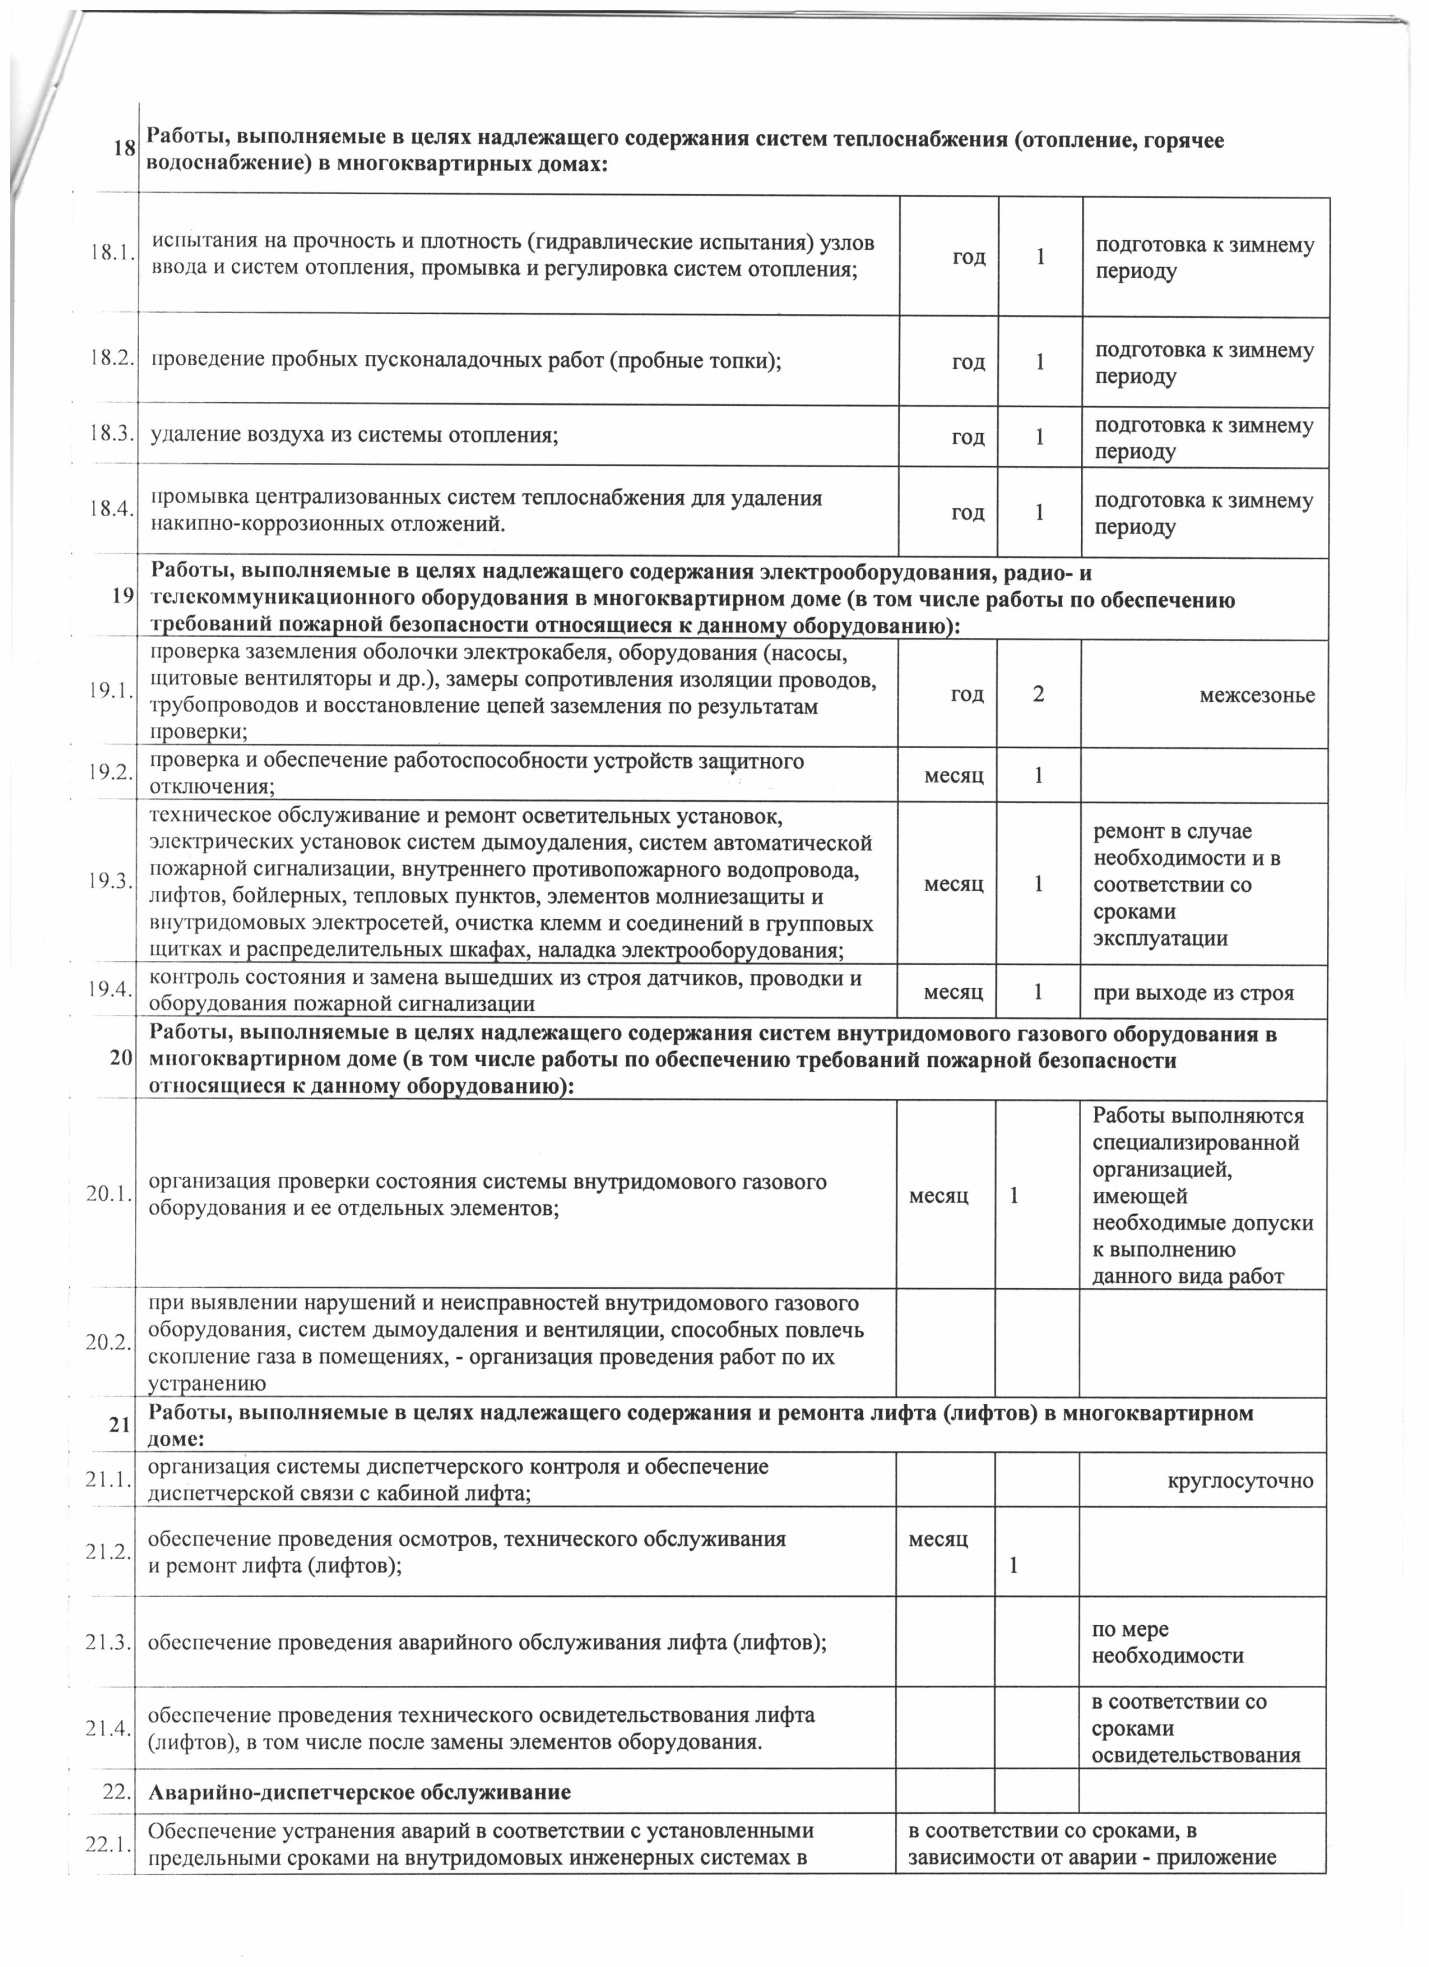 18
Работы, выполняемые в целях надлежащего содержания систем теплоснабжения (отопление, горячее
водоснабжение) в многоквартирных домах:
18.1.
испытания на прочность и плотность (гидравлические испытания) узлов
ввода и систем отопления, промывка и регулировка систем отопления;
год
1
подготовка к зимнему
периоду
18.2.
проведение пробных пусконаладочных работ (пробные топки);
год
1
подготовка к зимнему
периоду
18.3.
удаление воздуха из системы отопления;
год
1
подготовка к зимнему
периоду
18.4.
промывка централизованных систем теплоснабжения для удаления
накипно-коррозионных отложений.
год
1
подготовка к зимнему
периоду
19
Работы, выполняемые в целях надлежащего содержания электрооборудования, радио- и
телекоммуникационного оборудования в многоквартирном доме (в том числе работы по обеспечению
требований пожарной безопасности относящиеся к данному оборудованию):
19.1.
проверка заземления оболочки электрокабеля, оборудования (насосы,
щитовые вентиляторы и др.), замеры сопротивления изоляции проводов,
трубопроводов и восстановление цепей заземления по результатам
проверки;
год
2
межсезонье
19.2.
проверка и обеспечение работоспособности устройств защитного
отключения;
месяц
1
19.3.
техническое обслуживание и ремонт осветительных установок,
электрических установок систем дымоудаления, систем автоматической
пожарной сигнализации, внутреннего противопожарного водопровода,
лифтов, бойлерных, тепловых пунктов, элементов молниезащиты и
внутридомовых электросетей, очистка клемм и соединений в групповых
щитках и распределительных шкафах, наладка электрооборудования;
месяц
1
ремонт в случае
необходимости и в
соответствии со
сроками
эксплуатации
19.4.
контроль состояния и замена вышедших из строя датчиков, проводки и
оборудования пожарной сигнализации
месяц
1
при выходе из строя
20
Работы, выполняемые в целях надлежащего содержания систем внутридомового газового оборудования в
многоквартирном доме (в том числе работы по обеспечению требований пожарной безопасности
относящиеся к данному оборудованию):
20.1.
организация проверки состояния системы внутридомового газового
оборудования и ее отдельных элементов;
месяц
1
Работы выполняются
специализированной
организацией,
имеющей
необходимые допуски
к выполнению
данного вида работ
20.2.
при выявлении нарушений и неисправностей внутридомового газового
оборудования, систем дымоудаления и вентиляции, способных повлечь
скопление газа в помещениях, - организация проведения работ по их
устранению
21
Работы, выполняемые в целях надлежащего содержания и ремонта лифта (лифтов) в многоквартирном
доме:
21.1.
организация системы диспетчерского контроля и обеспечение
диспетчерской связи с кабиной лифта;
круглосуточно
21.2.
обеспечение проведения осмотров, технического обслуживания
и ремонт лифта (лифтов);
месяц
1
21.3.
обеспечение проведения аварийного обслуживания лифта (лифтов);
по мере
необходимости
21.4.
обеспечение проведения технического освидетельствования лифта
(лифтов), в том числе после замены элементов оборудования.
в соответствии со
сроками
освидетельствования
22.
Аварийно-диспетчерское обслуживание
22.1.
Обеспечение устранения аварий в соответствии с установленными
предельными сроками на внутридомовых инженерных системах в
в соответствии со сроками, в
зависимости от аварии - приложение